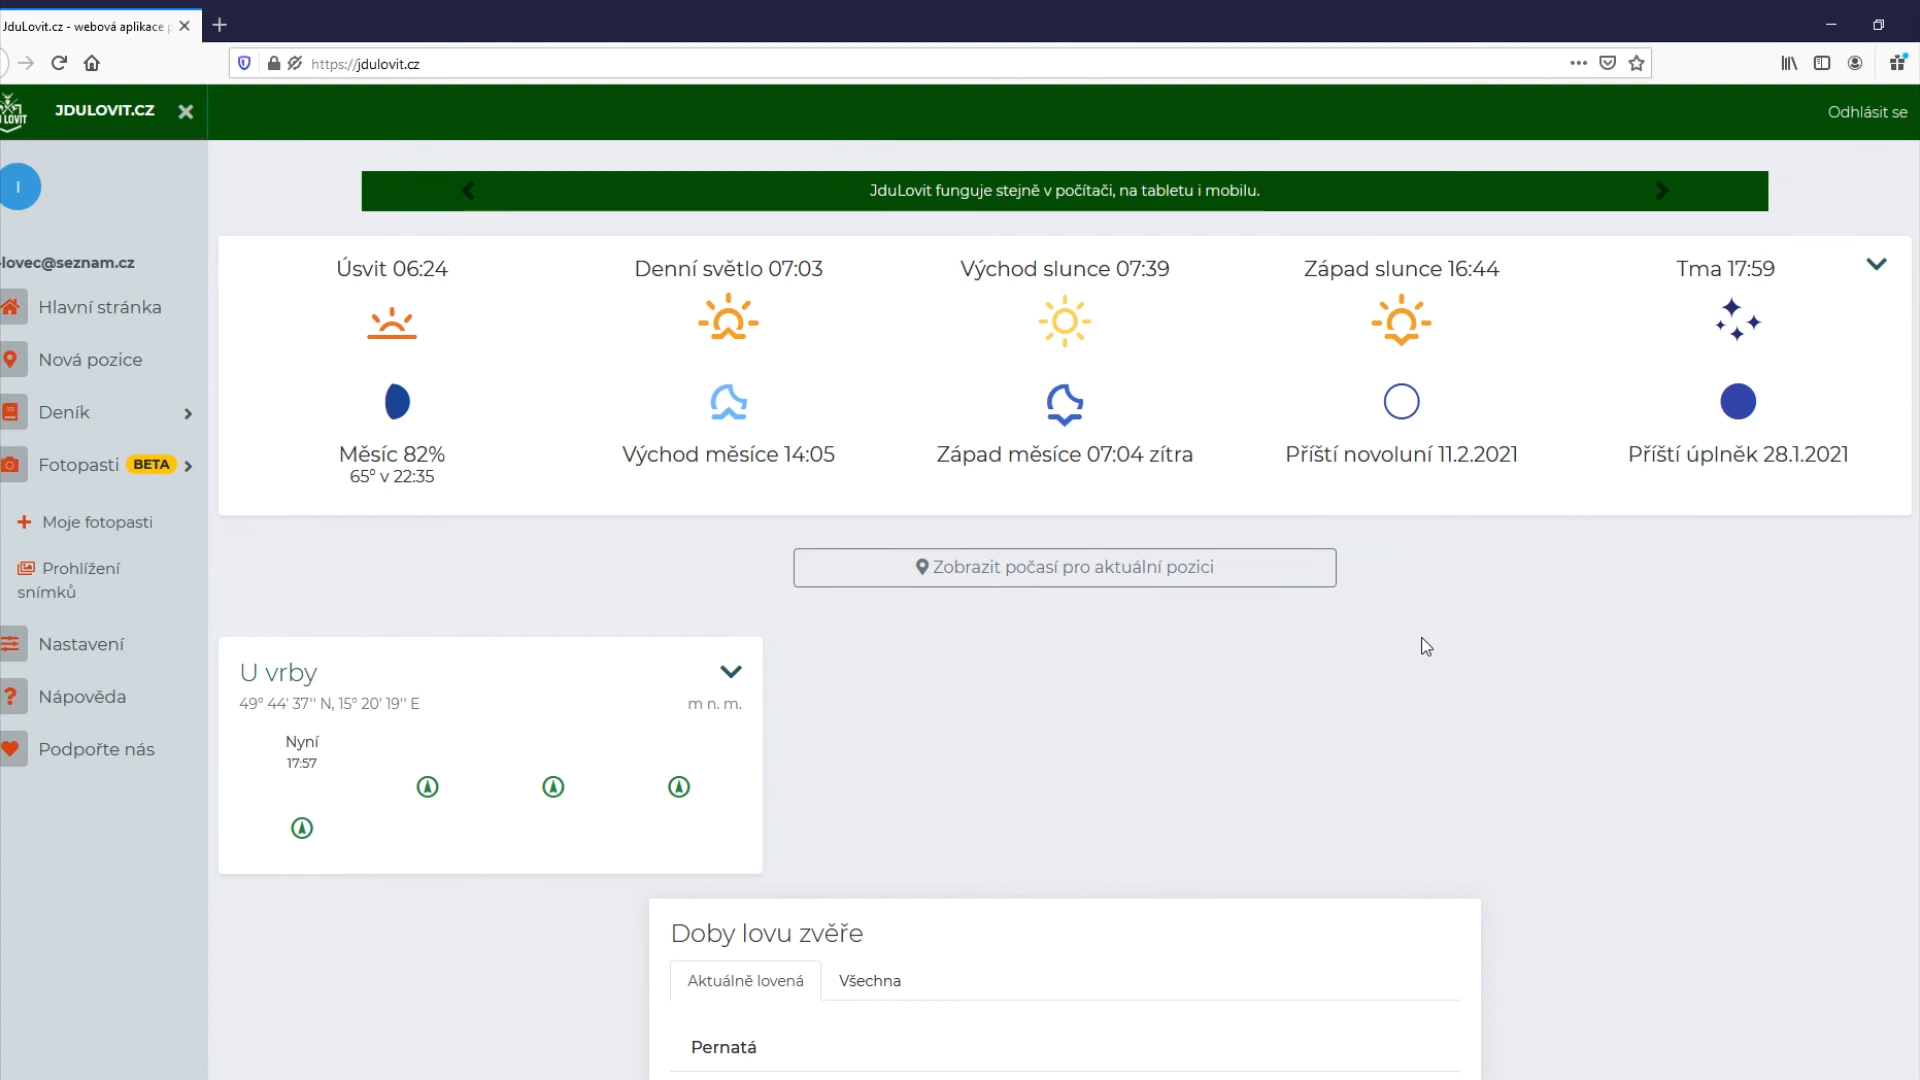 JduLovit.cz - webová aplikace
https://jdulovit.cz
JDULOVIT.CZ
Odhlásit se
LOVIT
I
JduLovit funguje stejně v počítači, na tabletu i mobilu.
lovec@seznam.cz
Hlavní stránka
Nová pozice
Deník
Fotopasti BETA
Moje fotopasti
Prohlížení
snímků
Nastavení
Nápověda
Podpořte nás
Úsvit 06:24
Denní světlo 07:03
Východ slunce 07:39
Západ slunce 16:44
Tma 17:59
Měsíc 82%
65° v 22:35
Východ měsíce 14:05
Západ měsíce 07:04 zítra
Příští novoluní 11.2.2021
Příští úplněk 28.1.2021
Zobrazit počasí pro aktuální pozici
U vrby
49° 44' 37'' N, 15° 20' 19'' E
m n. m.
Nyní
17:57
Doby lovu zvěře
Aktuálně lovená
Všechna
Pernatá